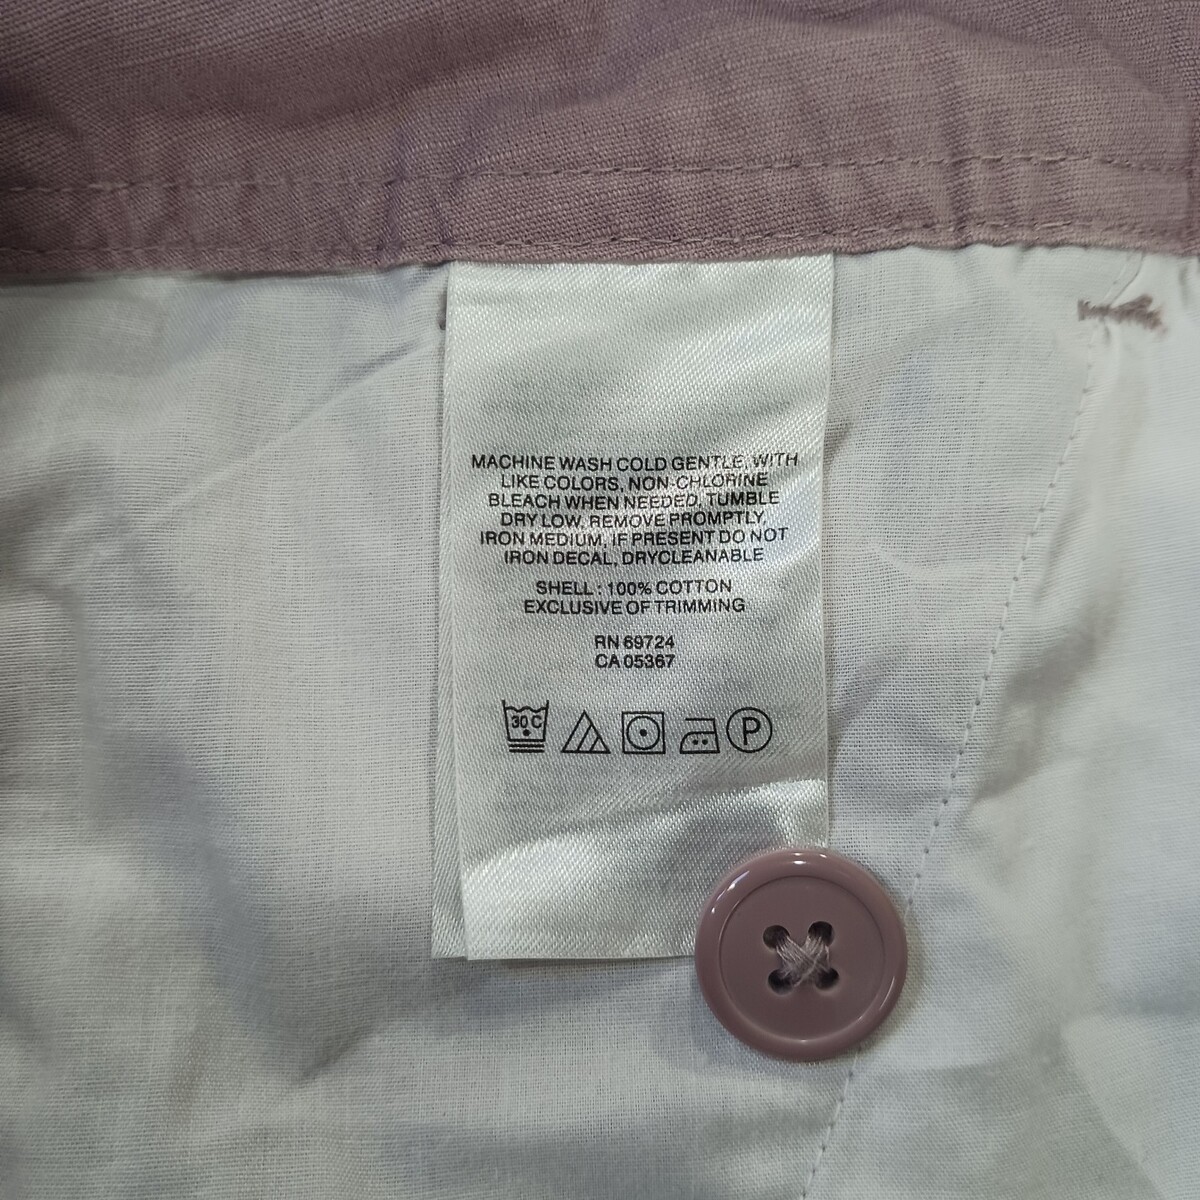 MACHINE WASH COLD GENTLE, WITH
LIKE COLORS, NON-CHLORINE
BLEACH WHEN NEEDED, TUMBLE
DRY LOW, REMOVE PROMPTLY,
IRON MEDIUM, IF PRESENT DO NOT
IRON DECAL, DRYCLEANABLE
SHELL : 100% COTTON
EXCLUSIVE OF TRIMMING
RN 69724
CA 05367
30 C P